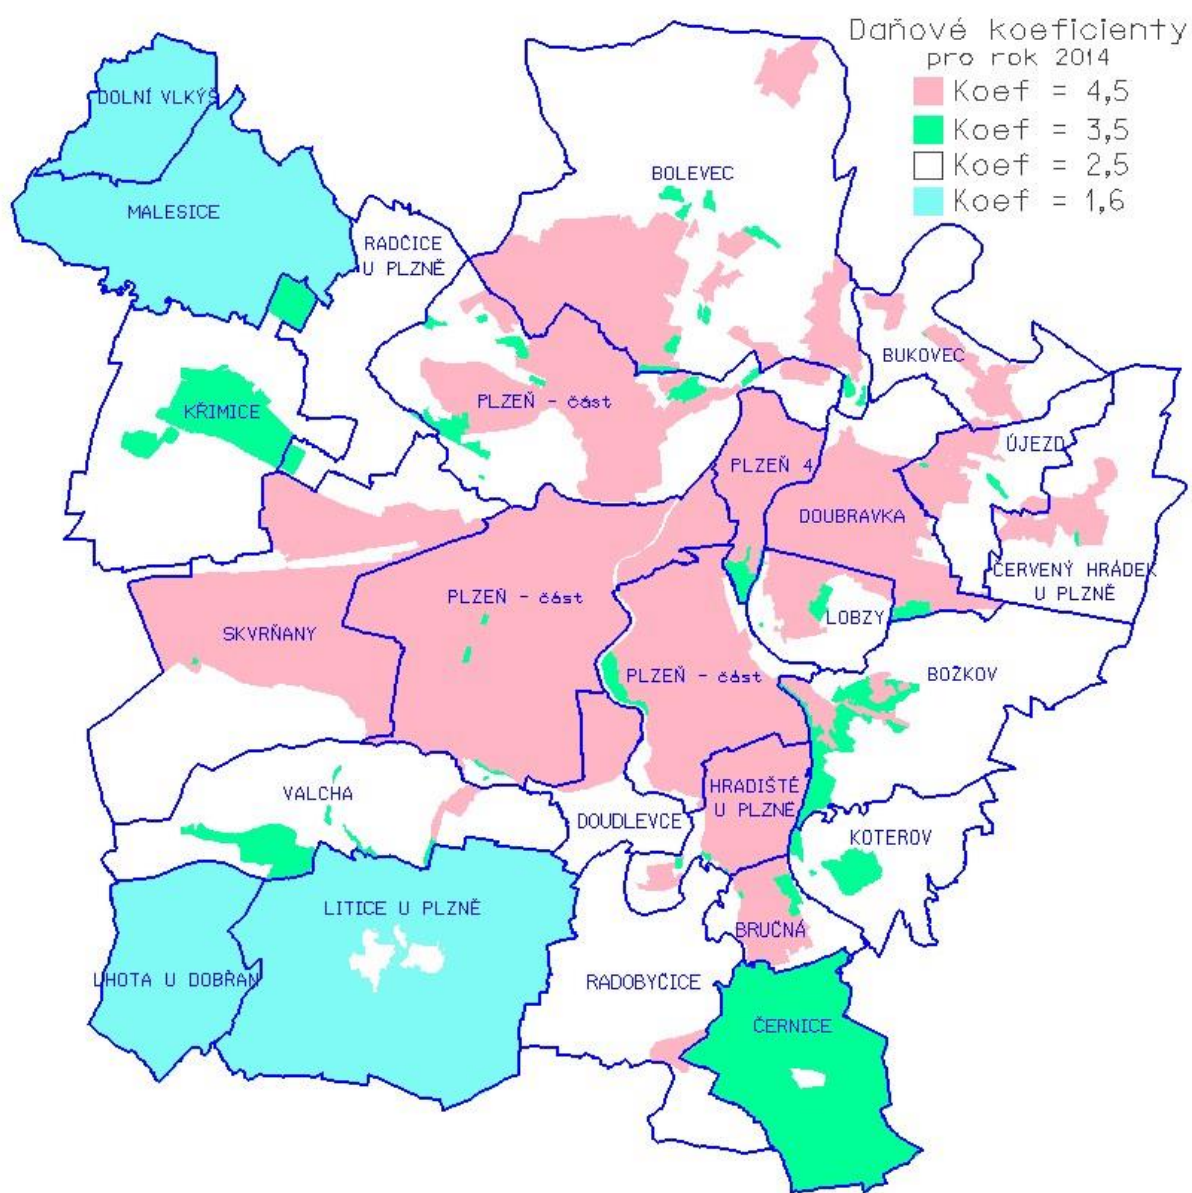 Daňové koeficienty
pro rok 2014
Koef = 4,5
Koef = 3,5
Koef = 2,5
Koef = 1,6
DOLNÍ VLKÝŠ
MALESICE
RADČICE
U PLZNĚ
BOLEVEC
BUKOVEC
KŘIMICE
PLZEŇ - část
ÚJEZD
PLZEŇ 4
DOUBRAVKA
ČERVENÝ HRÁDEK
U PLZNĚ
PLZEŇ - část
SKVRŇANY
LOBZY
PLZEŇ - část
BOŽKOV
VALCHA
HRADIŠTĚ
U PLZNĚ
DOUDLEVCE
KOTEROV
LITICE U PLZNĚ
BRUČNÁ
LHOTA U DOBŘAN
RADOBYČICE
ČERNICE